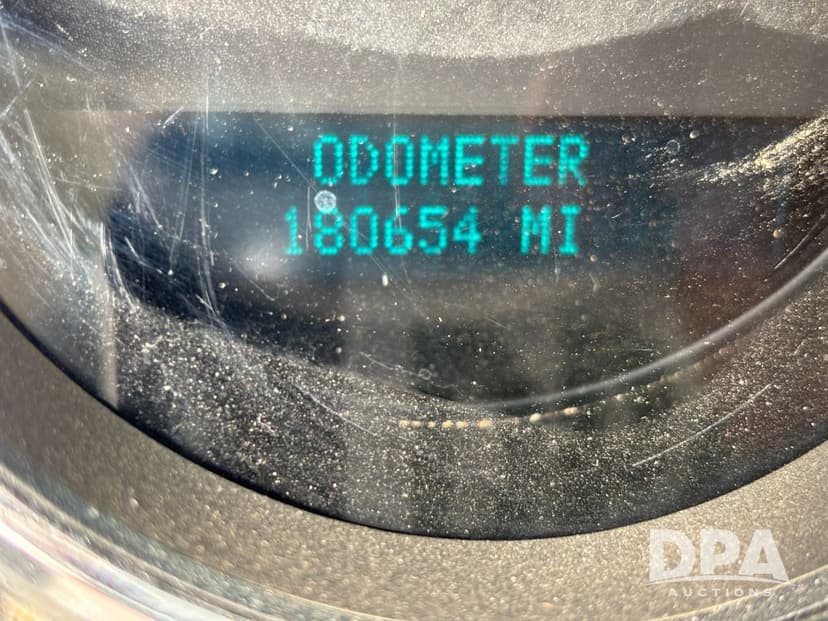 ODOMETER
180654 MI
DPA
AUCTIONS